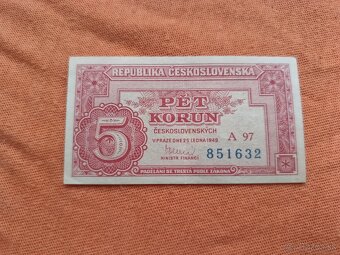 REPUBLIKA ČESKOSLOVENSKÁ
PĚT
KORUN
ČESKOSLOVENSKÝCH
A 97
V PRAZE DNE 25. LEDNA 1949
5
851632
MINISTR FINANCÍ
PADĚLÁNÍ SE TRESTÁ PODLE ZÁKONA